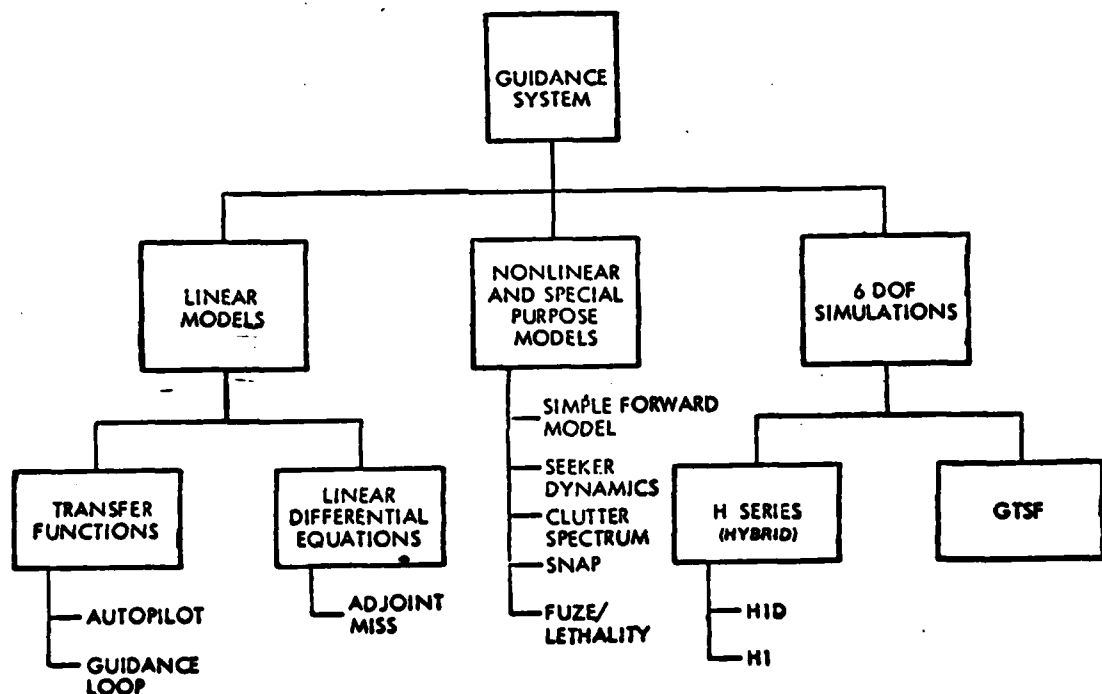 GUIDANCE
SYSTEM
LINEAR
MODELS
NONLINEAR
AND SPECIAL
PURPOSE
MODELS
6 DOF
SIMULATIONS
TRANSFER
FUNCTIONS
LINEAR
DIFFERENTIAL
EQUATIONS
SIMPLE FORWARD
MODEL
SEEKER
DYNAMICS
CLUTTER
SPECTRUM
SNAP
FUZE/
LETHALITY
H SERIES
(HYBRID)
GTSF
AUTOPILOT
GUIDANCE
LOOP
ADJOINT
MISS
H1D
H1